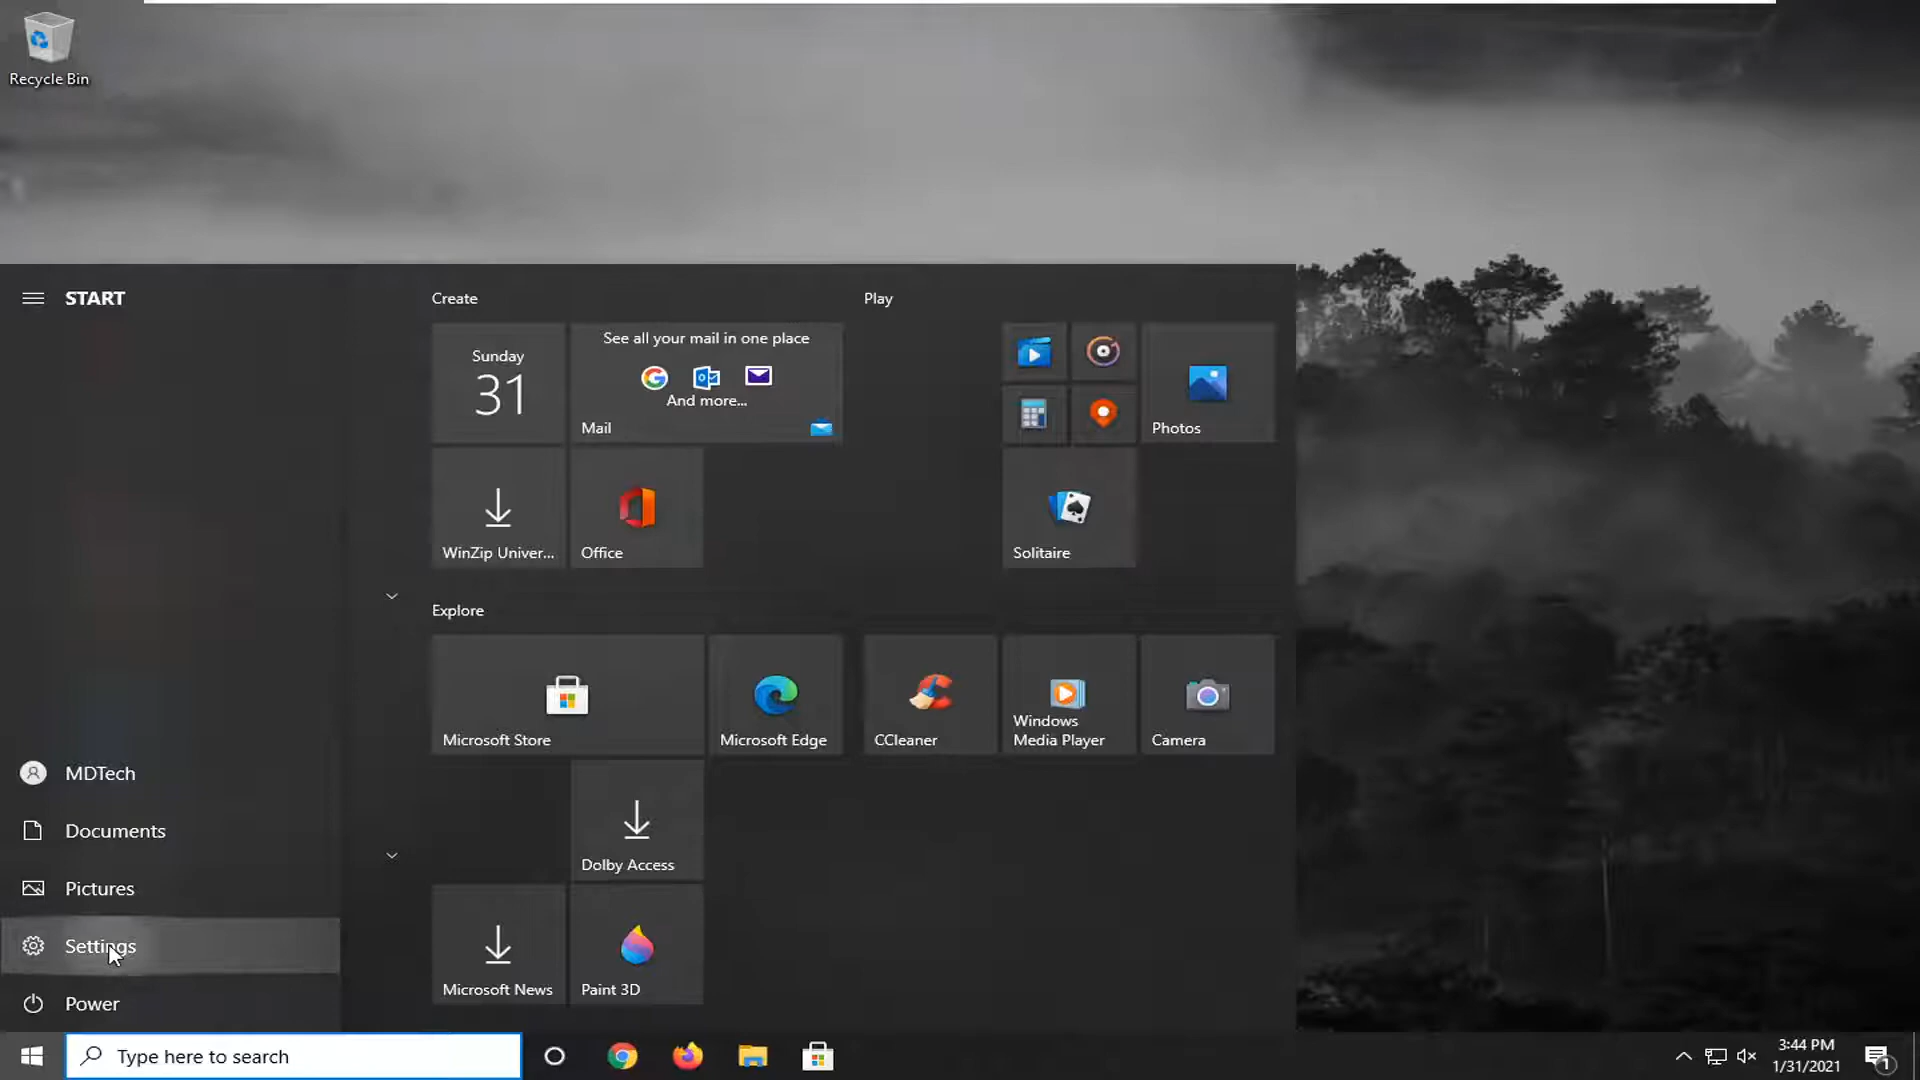 Recycle Bin
START
Create
Play
Sunday
31
See all your mail in one place
And more...
Mail
Photos
WinZip Univer...
Office
Solitaire
Explore
Microsoft Store
Microsoft Edge
CCleaner
Windows
Media Player
Camera
MDTech
Documents
Dolby Access
Pictures
Settings
Microsoft News
Paint 3D
Power
Type here to search
3:44 PM
1/31/2021
1